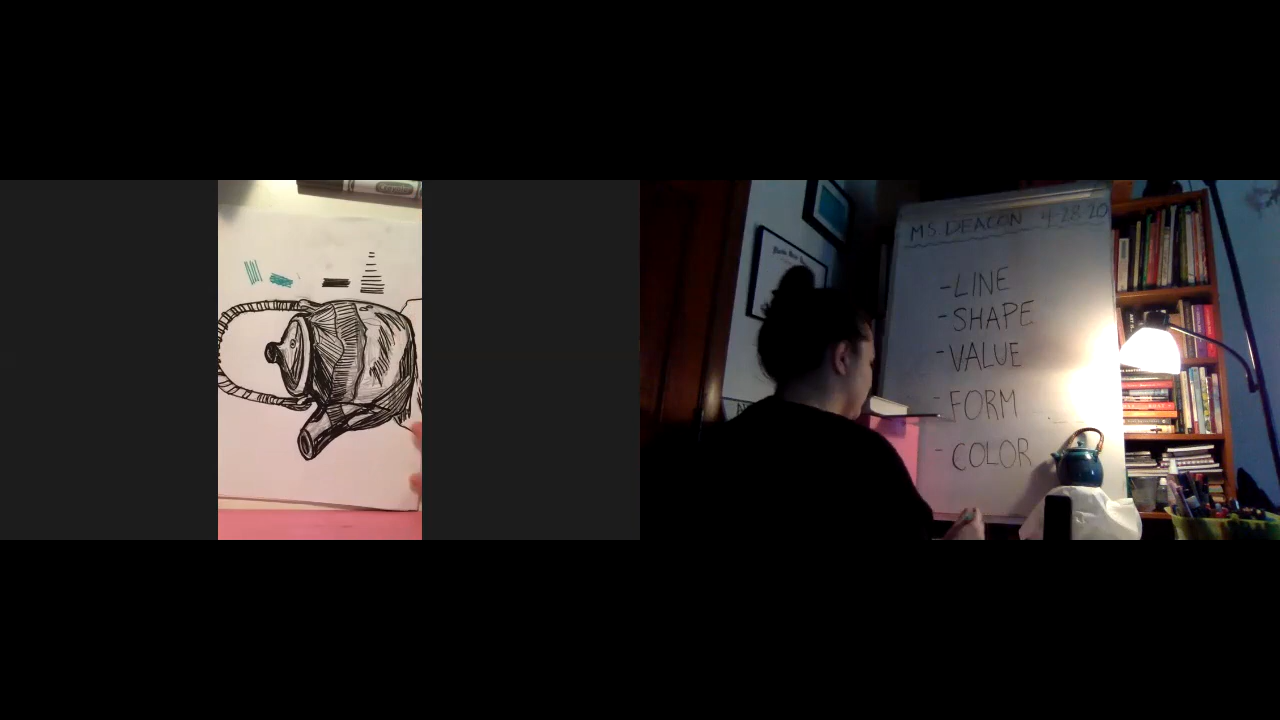 MS. DEACON 4-28-20
-LINE
-SHAPE
-VALUE
-FORM
-COLOR